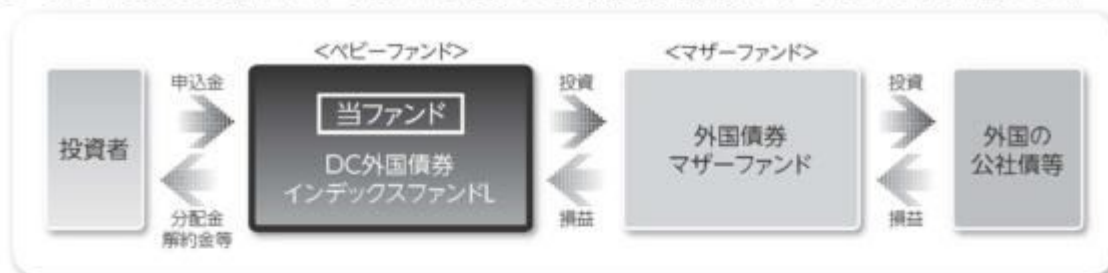 <ベビーファンド>
<マザーファンド>
投資者
申込金
分配金
解約金等
当ファンド
DC外国債券
インデックスファンドL
投資
損益
外国債券
マザーファンド
投資
損益
外国の
公社債等